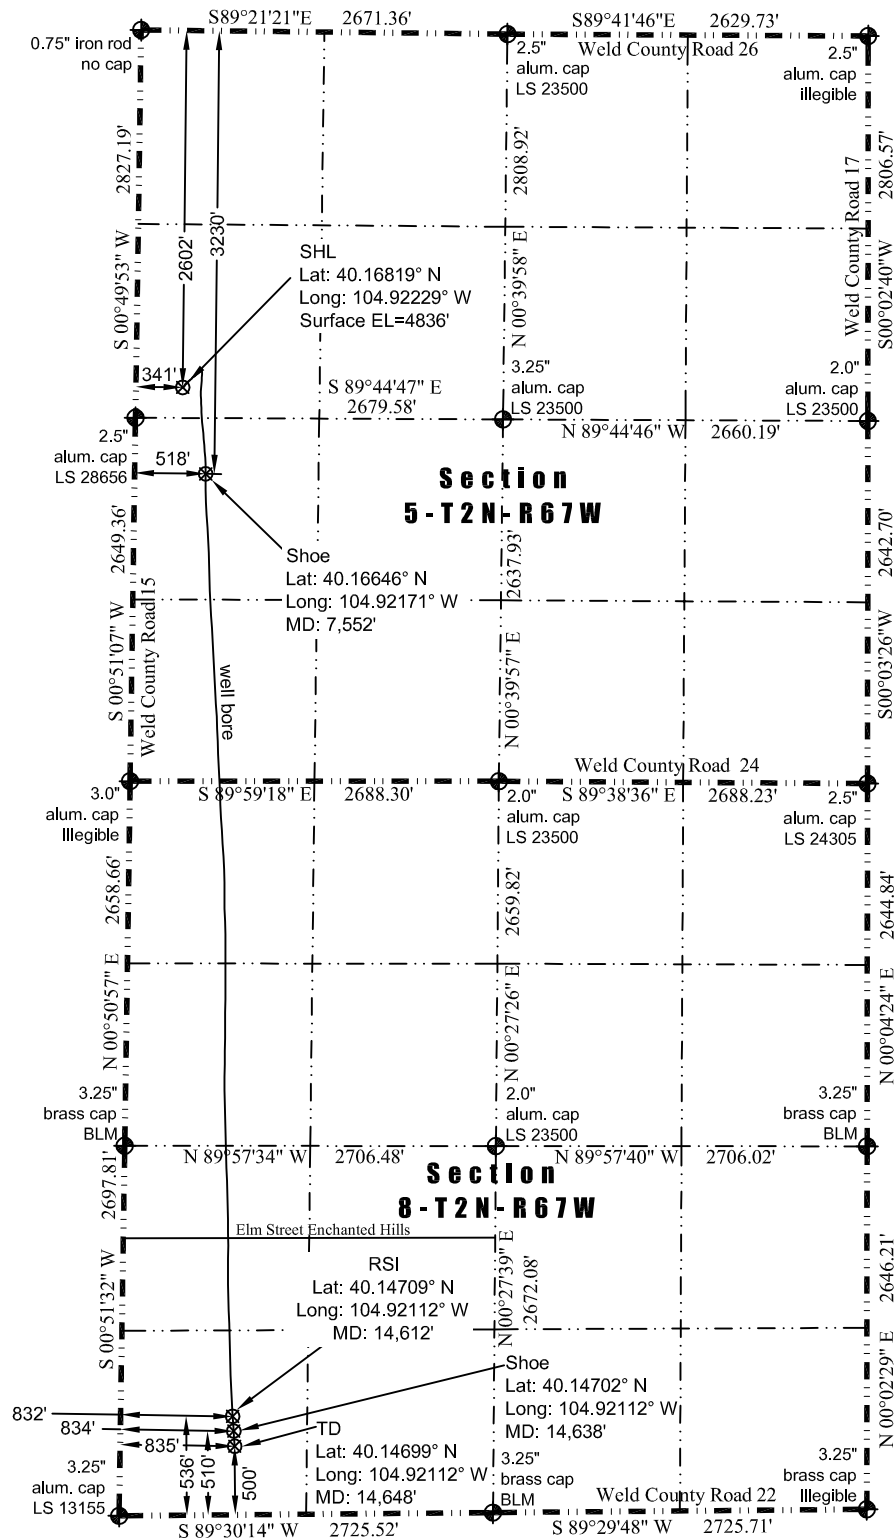 S89°21'21"E 2671.36' S89°41'46"E 2629.73'
Weld County Road 26
0.75" iron rod
no cap
2.5"
alum. cap
LS 23500
2.5"
alum. cap
illegible
2827.19'
S 00°49'53" W
2602'
3230'
2808.92'
N 00°39'58" E
Weld County Road 17
2806.57'
S00°02'40"W
SHL
Lat: 40.16819° N
Long: 104.92229° W
Surface EL=4836'
341'
S 89°44'47" E
2679.58'
3.25"
alum. cap
LS 23500
2.0"
alum. cap
LS 23500
N 89°44'46" W 2660.19'
2.5"
alum. cap
LS 28656
518'
Section
5-T2N-R67W
2649.36'
S 00°51'07" W
Weld County Road 15
Shoe
Lat: 40.16646° N
Long: 104.92171° W
MD: 7,552'
well bore
2637.93'
N 00°39'57" E
2642.70'
S00°03'26"W
Weld County Road 24
S 89°59'18" E 2688.30'
S 89°38'36" E 2688.23'
3.0"
alum. cap
Illegible
2.0"
alum. cap
LS 23500
2.5"
alum. cap
LS 24305
2658.66'
N 00°50'57" E
2659.82'
N 00°27'26" E
2644.84'
N 00°04'24" E
3.25"
brass cap
BLM
2.0"
alum. cap
LS 23500
3.25"
brass cap
BLM
N 89°57'34" W 2706.48'
N 89°57'40" W 2706.02'
Section
8-T2N-R67W
2697.81'
S 00°51'32" W
Elm Street Enchanted Hills
RSI
Lat: 40.14709° N
Long: 104.92112° W
MD: 14,612'
N 00°27'39" E
2672.08'
2646.21'
N 00°02'29" E
Shoe
Lat: 40.14702° N
Long: 104.92112° W
MD: 14,638'
832'
834'
835'
536'
510'
500'
TD
Lat: 40.14699° N
Long: 104.92112° W
MD: 14,648'
3.25"
alum. cap
LS 13155
3.25"
brass cap
BLM
3.25"
brass cap
Illegible
Weld County Road 22
S 89°30'14" W 2725.52'
S 89°29'48" W 2725.71'